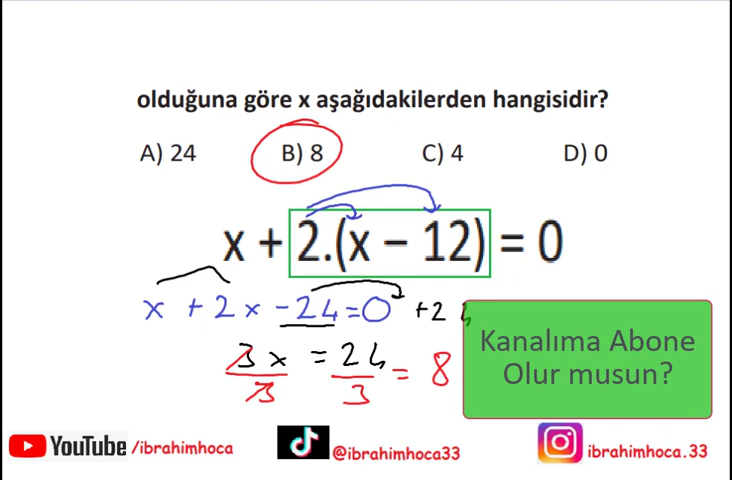 olduğuna göre x aşağıdakilerden hangisidir?
A) 24 B) 8 C) 4 D) 0
x + 2.(x − 12) = 0
x + 2x - 24 = 0 + 24
3x = 24
3 3 = 8
Kanalıma Abone
Olur musun?
YouTube /ibrahimhoca
@ibrahimhoca33
ibrahimhoca.33